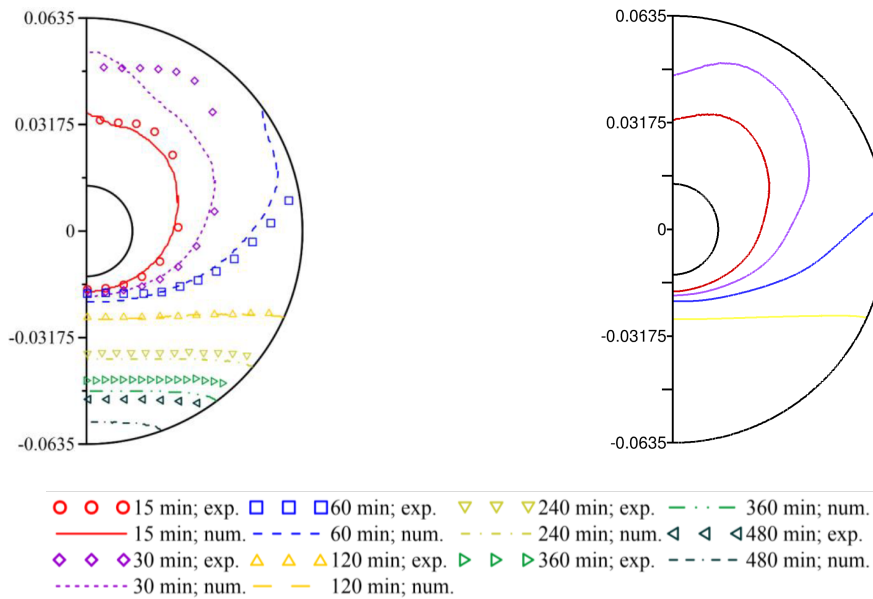 0.0635
0.03175
0
-0.03175
-0.0635
0.0635
0.03175
0
-0.03175
-0.0635
15 min; exp. 60 min; exp. 240 min; exp. 360 min; num.
15 min; num. 60 min; num. 240 min; num. 480 min; exp.
30 min; exp. 120 min; exp. 360 min; exp. 480 min; num.
30 min; num. 120 min; num.